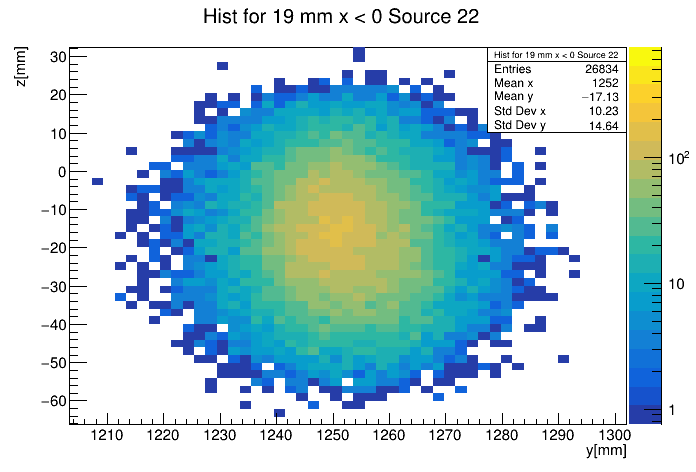 Hist for 19 mm x < 0 Source 22
z[mm]
30
20
10
0
−10
−20
−30
−40
−50
−60
Hist for 19 mm x < 0 Source 22
Entries 26834
Mean x 1252
Mean y −17.13
Std Dev x 10.23
Std Dev y 14.64
10²
10
1
1210 1220 1230 1240 1250 1260 1270 1280 1290 1300
y[mm]